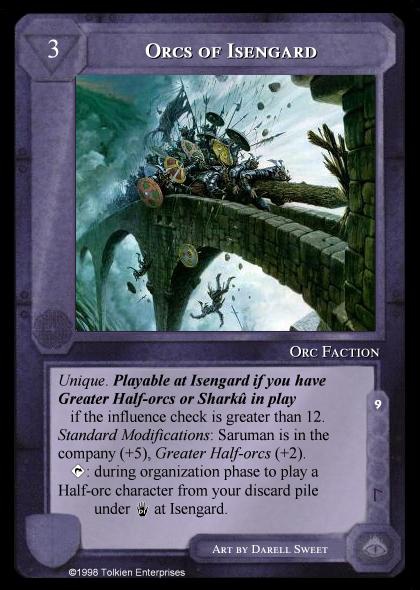 3
Orcs of Isengard
Orc Faction
Unique. Playable at Isengard if you have
Greater Half-orcs or Sharkû in play
if the influence check is greater than 12.
Standard Modifications: Saruman is in the
company (+5), Greater Half-orcs (+2).
: during organization phase to play a
Half-orc character from your discard pile
under at Isengard.
9
Art by Darell Sweet
©1998 Tolkien Enterprises